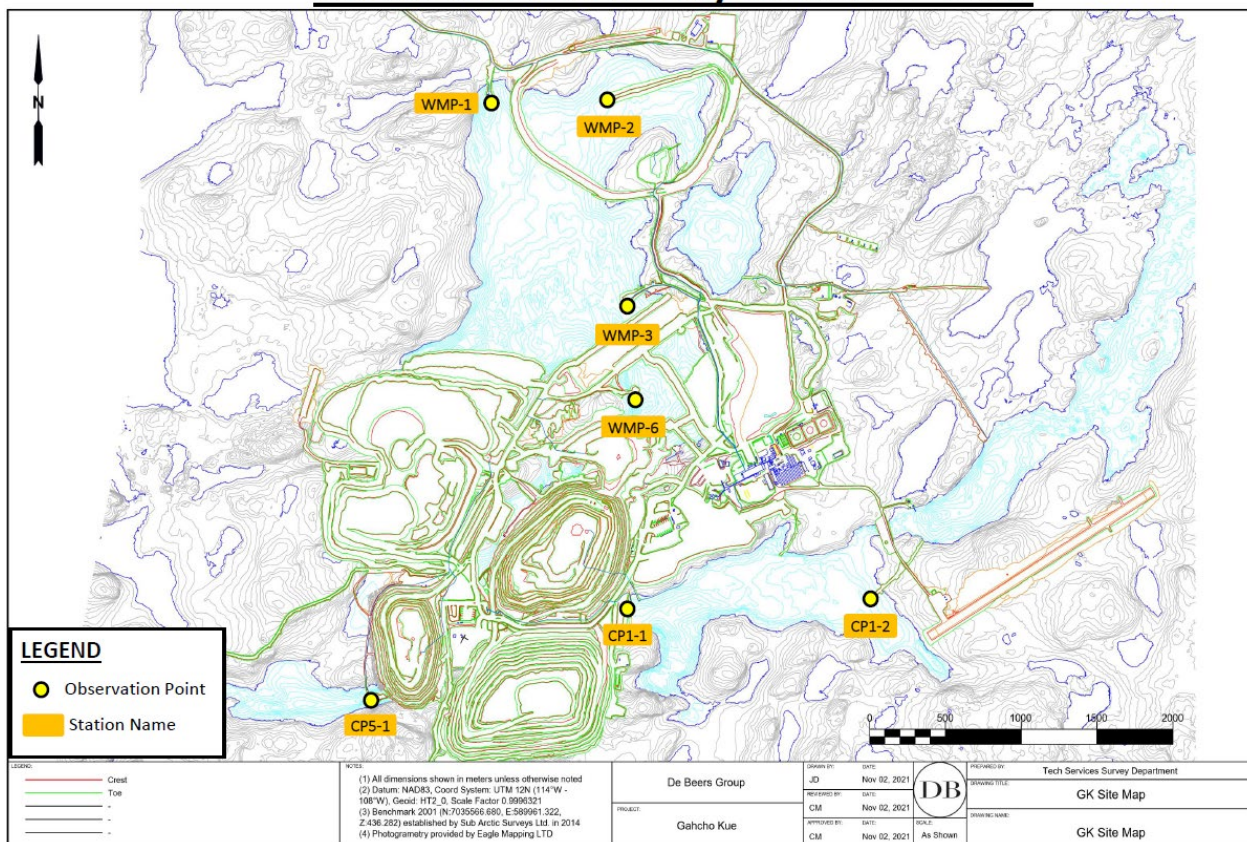 N
WMP-1
WMP-2
WMP-3
WMP-6
CP1-1
CP1-2
CP5-1
LEGEND
Observation Point
Station Name
0 500 1000 1500 2000
LEGEND:
Crest
Toe
-
-
-
NOTES:
(1) All dimensions shown in meters unless otherwise noted
(2) Datum: NAD83, Coord System: UTM 12N (114°W -
108°W), Geoid: HT2_0, Scale Factor 0.9996321
(3) Benchmark 2001 (N:7035566.680, E:589961.322,
Z:436.282) established by Sub Arctic Surveys Ltd. in 2014
(4) Photogrametry provided by Eagle Mapping LTD
De Beers Group
PROJECT:
Gahcho Kue
DRAWN BY: DATE:
JD Nov 02, 2021
REVIEWED BY: DATE:
CM Nov 02, 2021
APPROVED BY: DATE:
CM Nov 02, 2021
DB
SCALE:
As Shown
PREPARED BY:
Tech Services Survey Department
DRAWING TITLE:
GK Site Map
DRAWING NAME:
GK Site Map